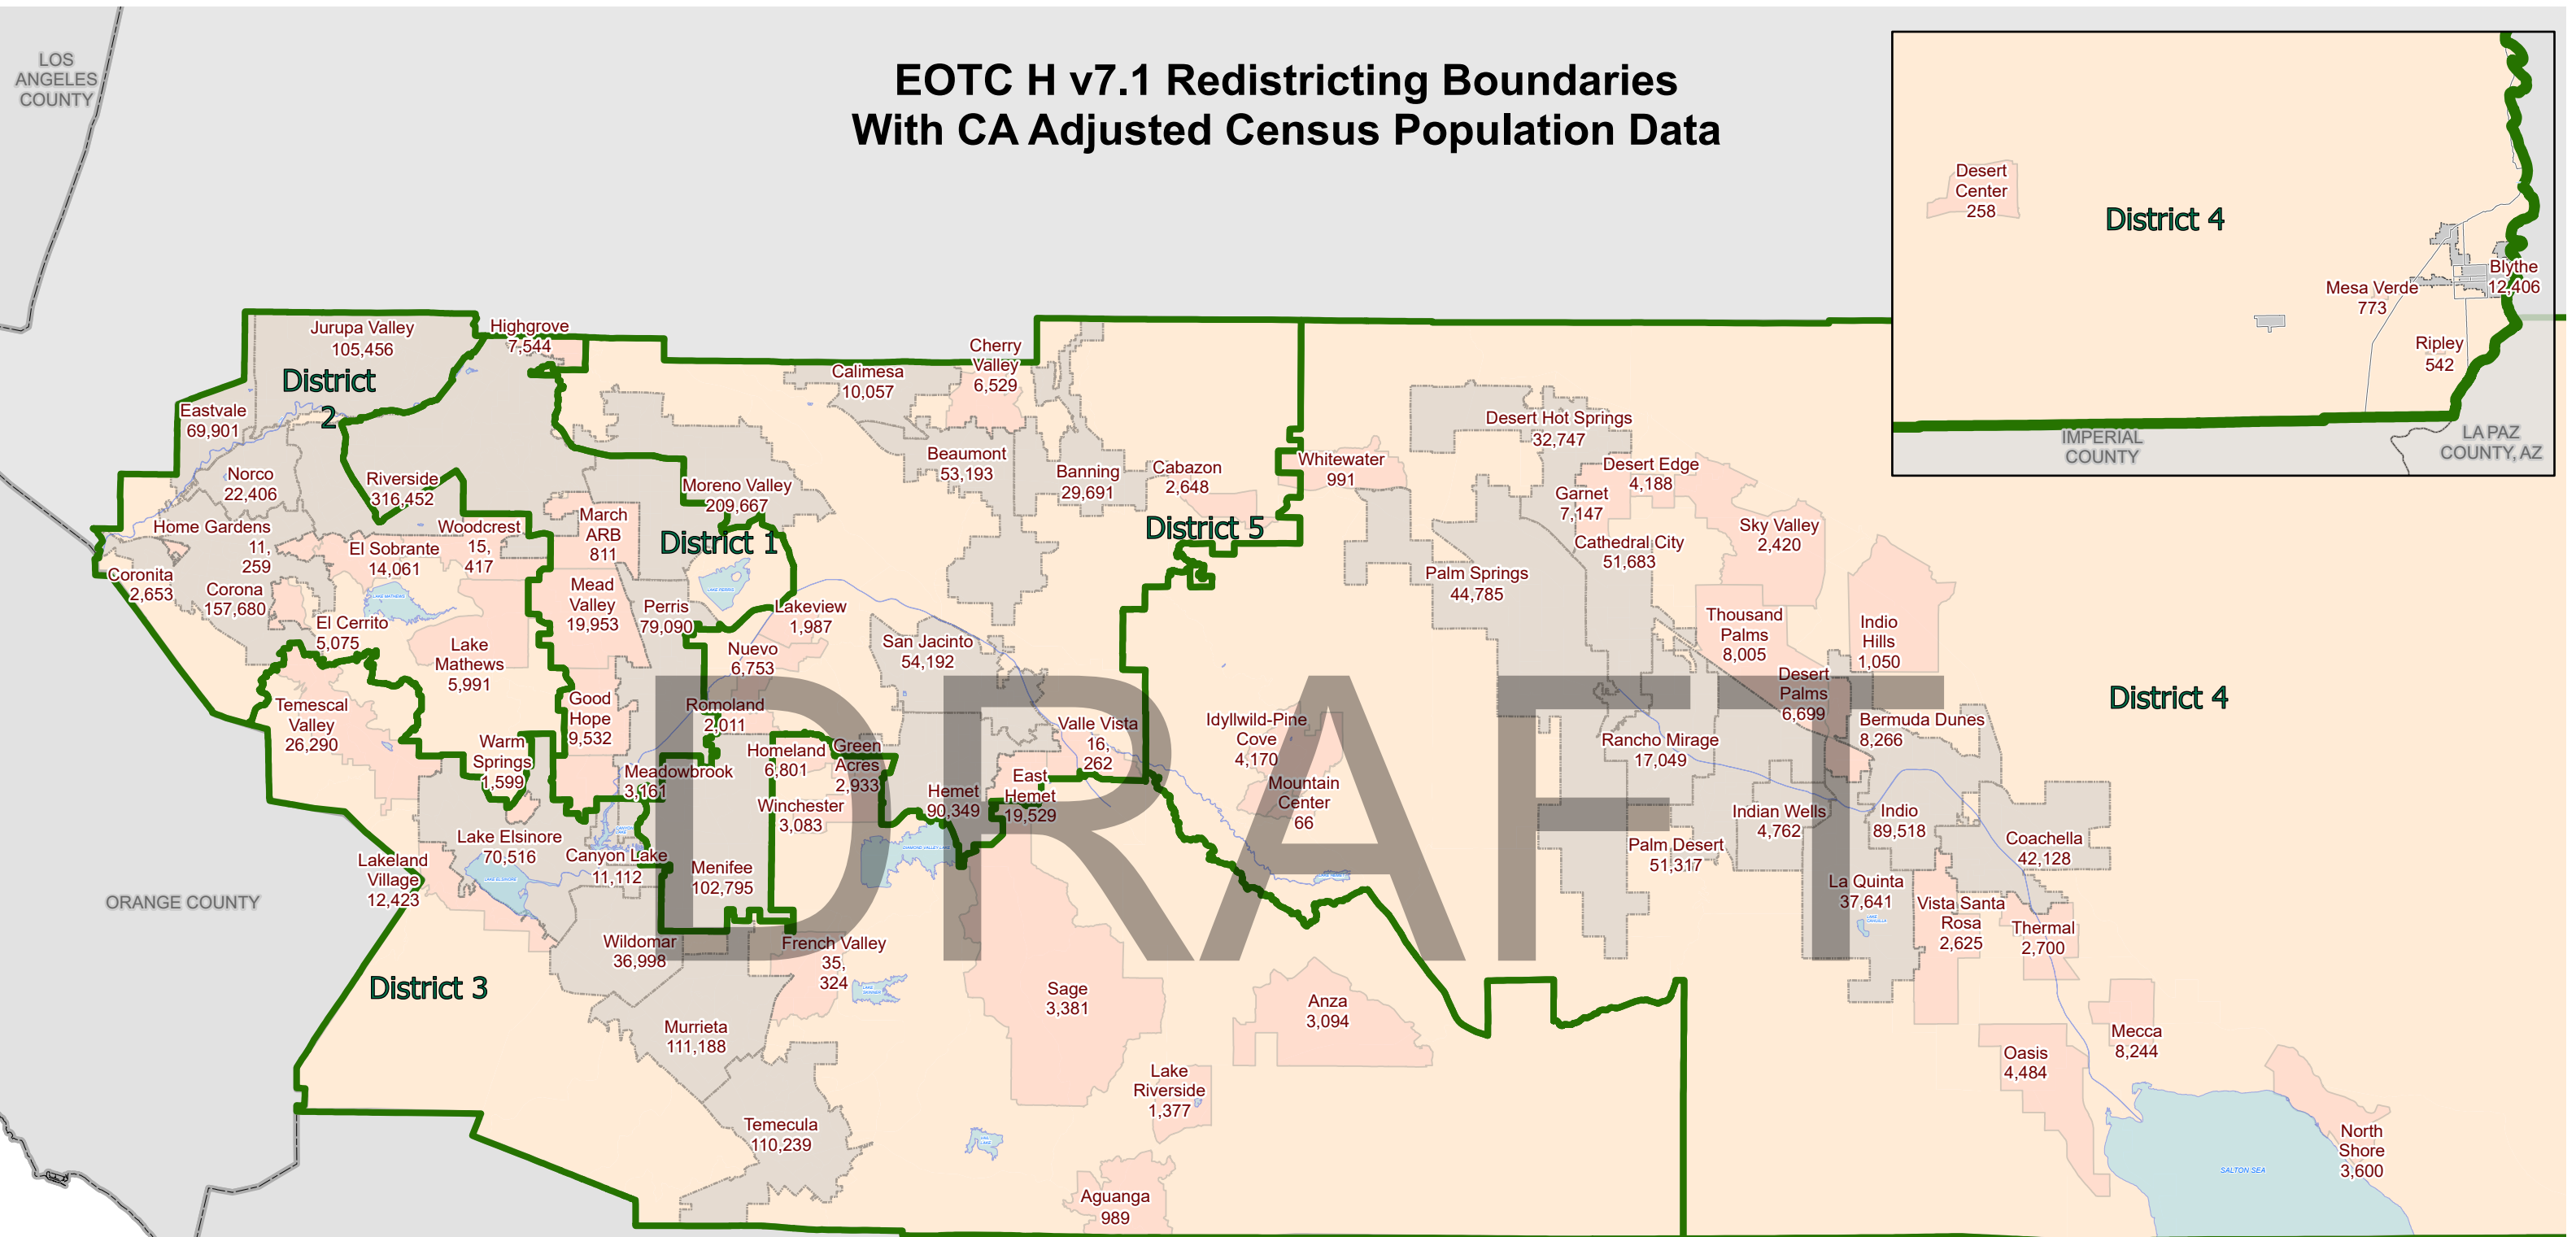 EOTC H v7.1 Redistricting Boundaries
With CA Adjusted Census Population Data
LOS
ANGELES
COUNTY
Desert
Center
258
District 4
Blythe
12,406
Mesa Verde
773
Ripley
542
IMPERIAL
COUNTY
LA PAZ
COUNTY, AZ
Jurupa Valley
105,456
Highgrove
7,544
District
2
Eastvale
69,901
Norco
22,406
Riverside
316,452
Home Gardens
11,
259
Woodcrest
15,
417
El Sobrante
14,061
Coronita
2,653
Corona
157,680
LAKE MATHEWS
El Cerrito
5,075
Lake
Mathews
5,991
Temescal
Valley
26,290
Warm
Springs
1,599
March
ARB
811
Mead
Valley
19,953
Good
Hope
9,532
Perris
79,090
Meadowbrook
3,161
Moreno Valley
209,667
District 1
LAKE PERRIS
Lakeview
1,987
Nuevo
6,753
Romoland
2,011
Homeland
6,801
Green
Acres
2,933
Winchester
3,083
Calimesa
10,057
Cherry
Valley
6,529
Beaumont
53,193
Banning
29,691
Cabazon
2,648
District 5
San Jacinto
54,192
Valle Vista
16,
262
East
Hemet
19,529
Hemet
90,349
DIAMOND VALLEY LAKE
Whitewater
991
Desert Hot Springs
32,747
Desert Edge
4,188
Garnet
7,147
Sky Valley
2,420
Cathedral City
51,683
Palm Springs
44,785
Thousand
Palms
8,005
Indio
Hills
1,050
Desert
Palms
6,699
Bermuda Dunes
8,266
District 4
Idyllwild-Pine
Cove
4,170
Mountain
Center
66
Rancho Mirage
17,049
Indian Wells
4,762
Indio
89,518
Palm Desert
51,317
Coachella
42,128
La Quinta
37,641
Vista Santa
Rosa
2,625
Thermal
2,700
Mecca
8,244
Oasis
4,484
North
Shore
3,600
SALTON SEA
DRAFT
ORANGE COUNTY
Lakeland
Village
12,423
Lake Elsinore
70,516
LAKE ELSINORE
Canyon Lake
11,112
Menifee
102,795
Wildomar
36,998
French Valley
35,
324
LAKE
SKINNER
District 3
Murrieta
111,188
Temecula
110,239
Sage
3,381
Anza
3,094
Lake
Riverside
1,377
Aguanga
989